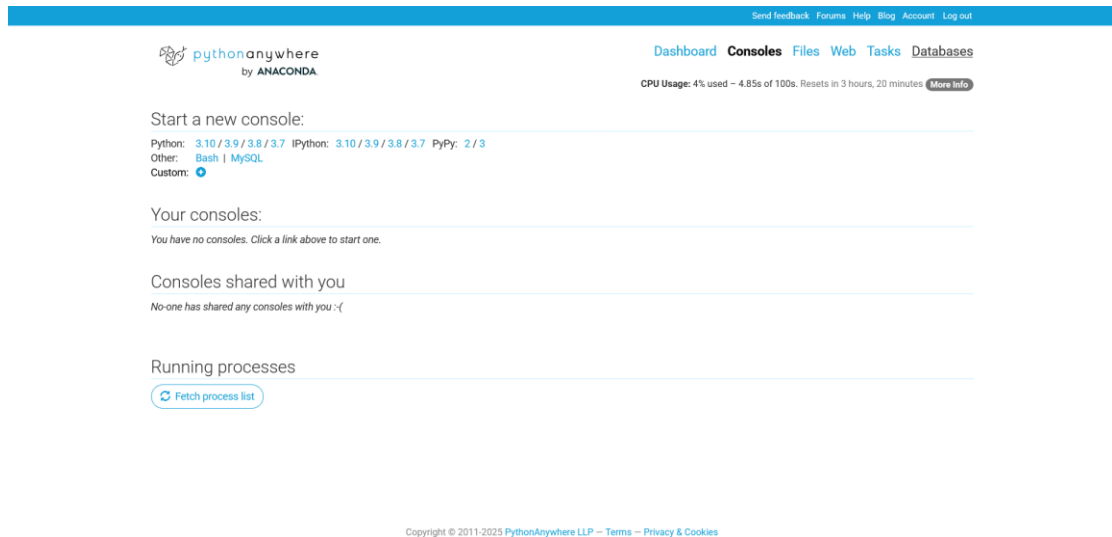 Send feedback Forums Help Blog Account Log out
pythonanywhere
by ANACONDA.
Dashboard Consoles Files Web Tasks Databases
CPU Usage: 4% used – 4.85s of 100s. Resets in 3 hours, 20 minutes More Info
Start a new console:
Python: 3.10 / 3.9 / 3.8 / 3.7 IPython: 3.10 / 3.9 / 3.8 / 3.7 PyPy: 2 / 3
Other: Bash | MySQL
Custom:
Your consoles:
You have no consoles. Click a link above to start one.
Consoles shared with you
No-one has shared any consoles with you :-(
Running processes
Fetch process list
Copyright © 2011-2025 PythonAnywhere LLP — Terms — Privacy & Cookies